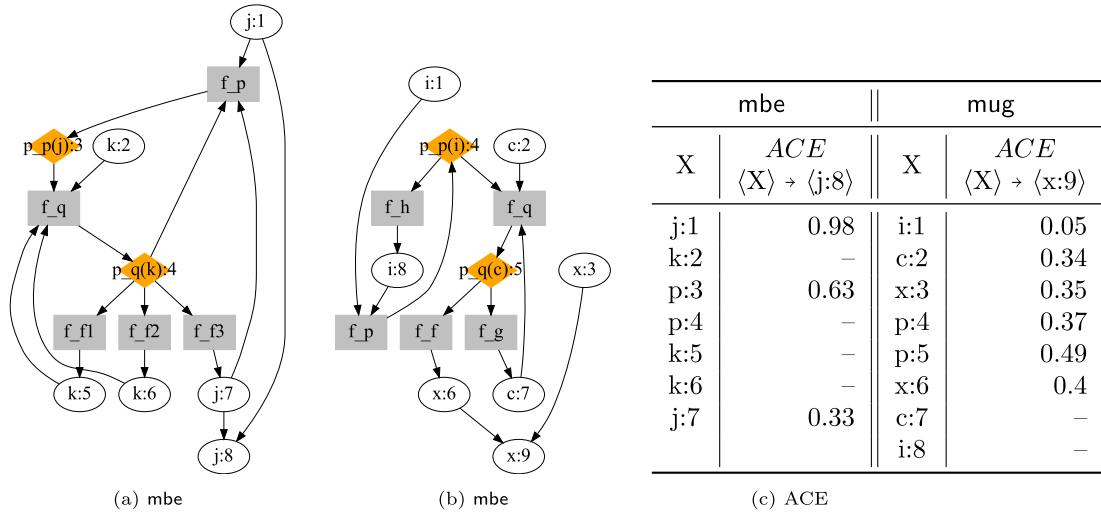 j:1
f_p
p_p(j):3
k:2
f_q
p_q(k):4
f_f1
f_f2
f_f3
k:5
k:6
j:7
j:8
(a) mbe
i:1
p_p(i):4
c:2
f_h
f_q
i:8
p_q(c):5
x:3
f_p
f_f
f_g
x:6
c:7
x:9
(b) mbe
mbe mug
X ACE ⟨X⟩ → ⟨j:8⟩ X ACE ⟨X⟩ → ⟨x:9⟩
j:1 0.98 i:1 0.05
k:2 – c:2 0.34
p:3 0.63 x:3 0.35
p:4 – p:4 0.37
k:5 – p:5 0.49
k:6 – x:6 0.4
j:7 0.33 c:7 –
i:8 –
(c) ACE